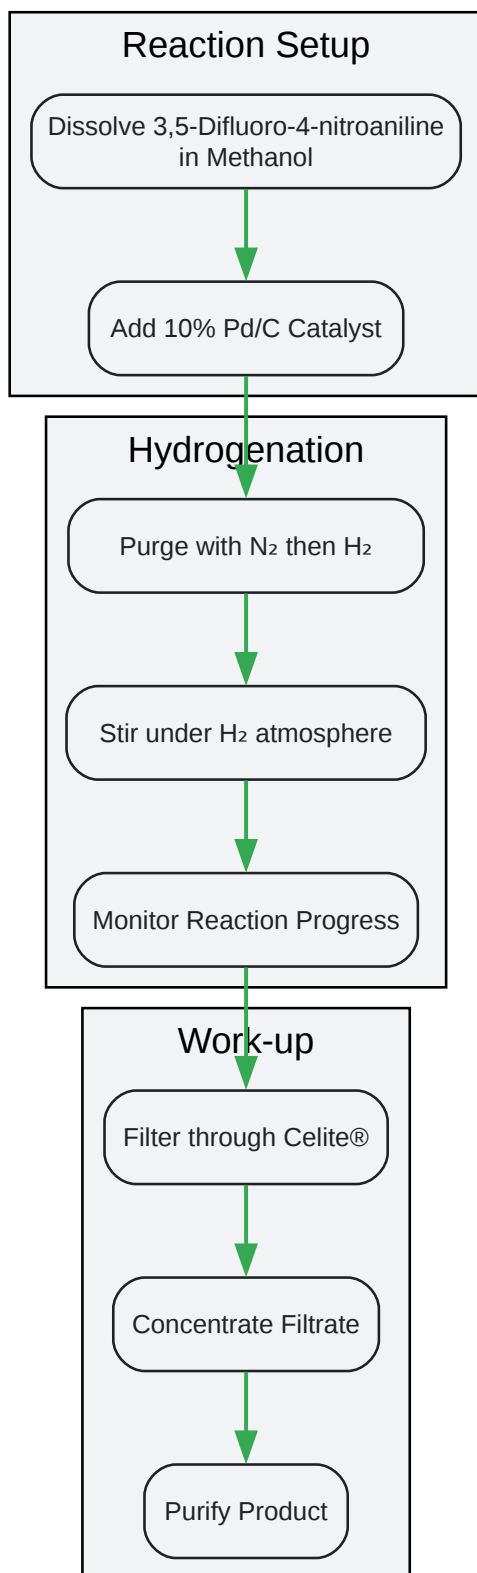 Reaction Setup
Dissolve 3,5-Difluoro-4-nitroaniline
in Methanol
Add 10% Pd/C Catalyst
Hydrogenation
Purge with N₂ then H₂
Stir under H₂ atmosphere
Monitor Reaction Progress
Work-up
Filter through Celite®
Concentrate Filtrate
Purify Product